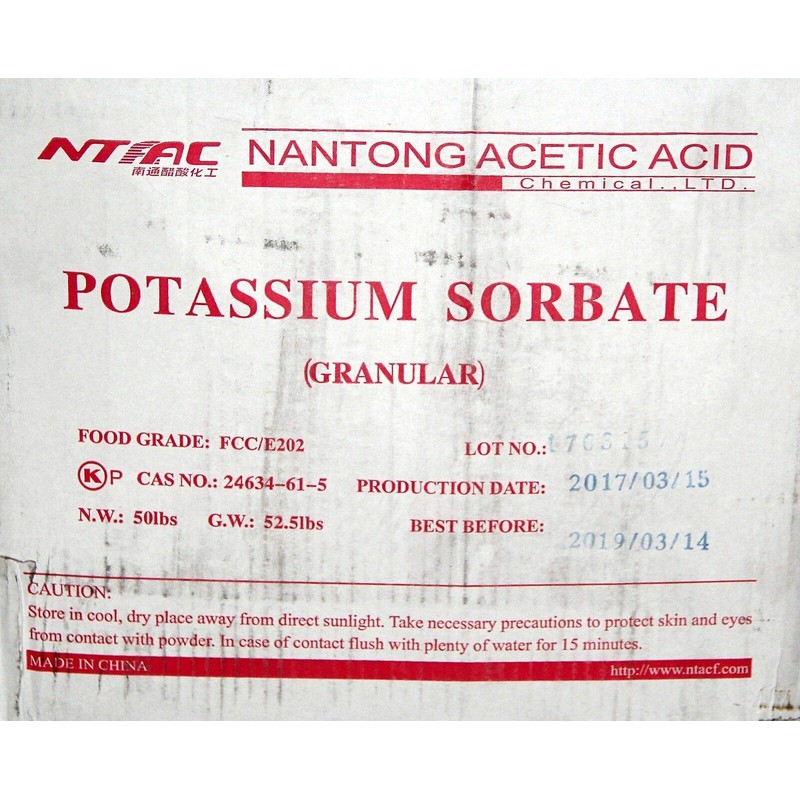 NTAAC NANTONG ACETIC ACID
南通醋酸化工 Chemical.,LTD.
POTASSIUM SORBATE
(GRANULAR)
FOOD GRADE: FCC/E202
LOT NO.:
K P CAS NO.: 24634-61-5
PRODUCTION DATE: 2017/03/15
N.W.: 50lbs G.W.: 52.5lbs
BEST BEFORE: 2019/03/14
CAUTION:
Store in cool, dry place away from direct sunlight. Take necessary precautions to protect skin and eyes
from contact with powder. In case of contact flush with plenty of water for 15 minutes.
MADE IN CHINA http://www.ntacf.com